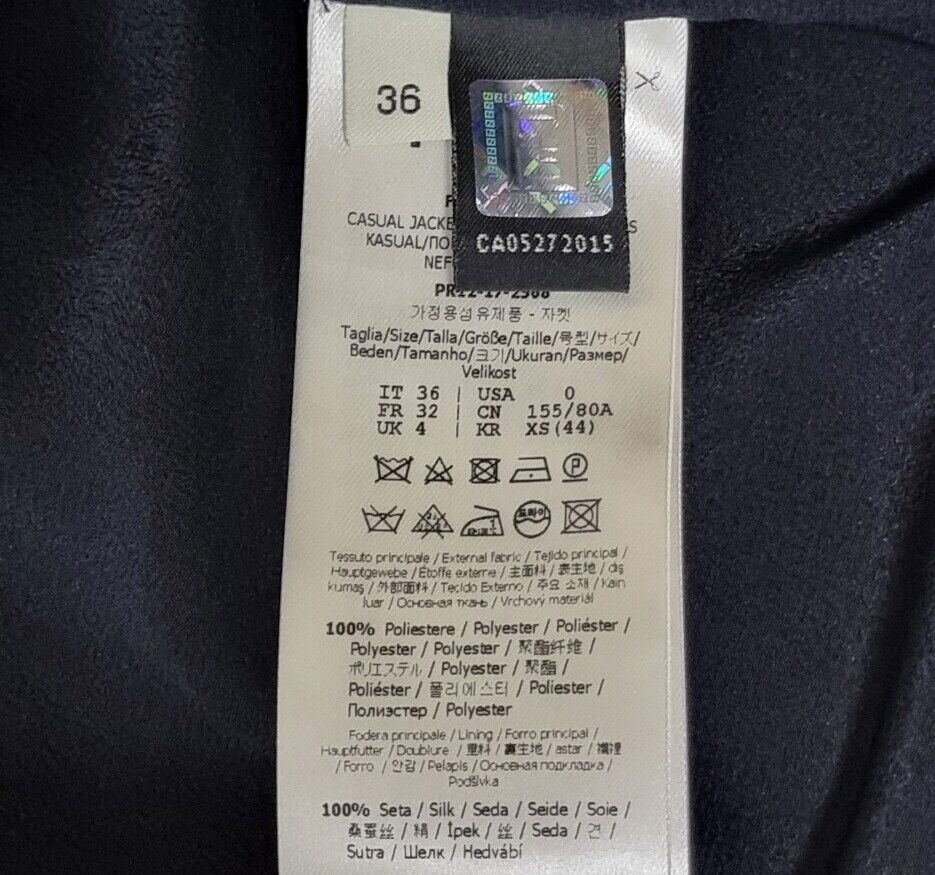 36
CA05272015
CASUAL
KASUAL/ПО
NEF
가정용섬유제품 - 자켓
Taglia/Size/Talla/Größe/Taille/号型/サイズ/
Beden/Tamanho/크기/Ukuran/Размер/
Velikost
IT 36 | USA 0
FR 32 | CN 155/80A
UK 4 | KR XS(44)
P
드라이
Tessuto principale / External fabric / Tejido principal /
Hauptgewebe / Étoffe externe / 主面料 / 表生地 / dış
kumaş / 外部面料 / Tecido Externo / 주요 소재 / Kain
luar / Основная ткань / Vrchový materiál
100% Poliestere / Polyester / Poliéster /
Polyester / Polyester / 聚酯纤维 /
ポリエステル / Polyester / 聚酯 /
Poliéster / 폴리에스터 / Poliester /
Полиэстер / Polyester
Fodera principale / Lining / Forro principal /
Hauptfutter / Doublure / 里料 / 裏生地 / astar / 襯裡
/ Forro / 안감 / Pelapis / Основная подкладка /
Podšívka
100% Seta / Silk / Seda / Seide / Soie /
桑蚕丝 / 絹 / İpek / 丝 / Seda / 견 /
Sutra / Шелк / Hedvábí